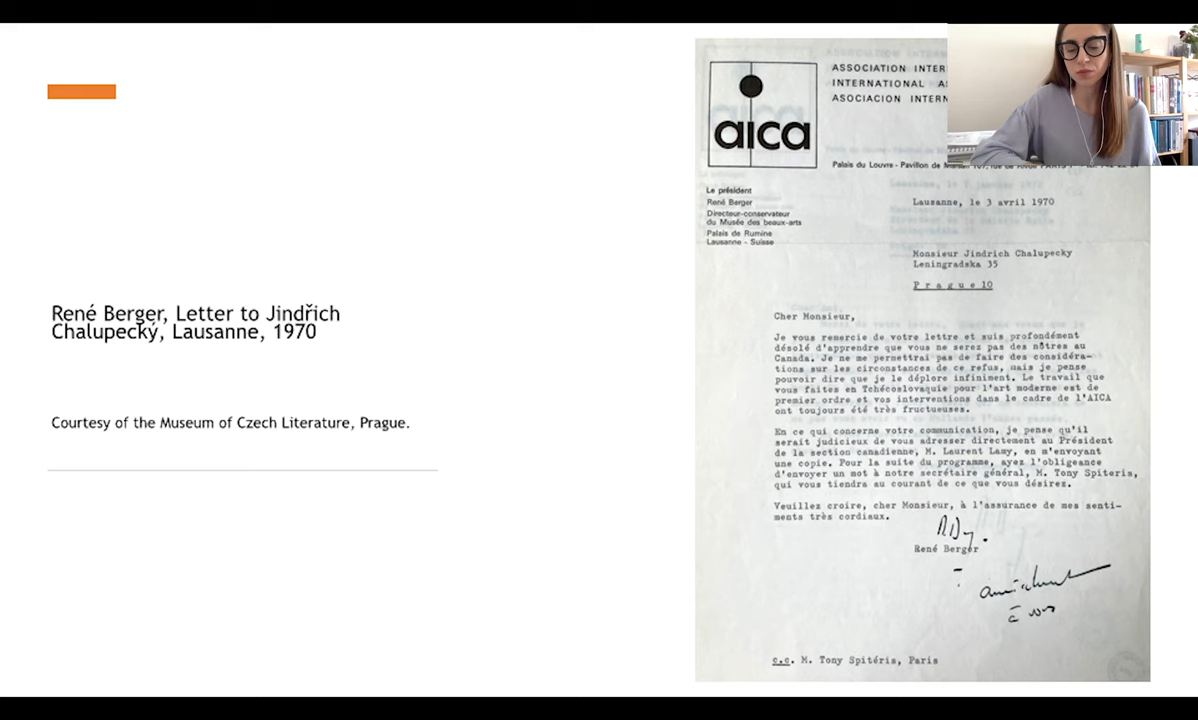 René Berger, Letter to Jindřich
Chalupecký, Lausanne, 1970
Courtesy of the Museum of Czech Literature, Prague.
aica
ASSOCIATION INTER
INTERNATIONAL AS
ASOCIACION INTERN
Palais du Louvre - Pavillon de
Le président
René Berger
Directeur-conservateur
du Musée des beaux-arts
Palais de Rumine
Lausanne - Suisse
Lausanne, le 3 avril 1970
Monsieur Jindrich Chalupecky
Leningradska 35
Prague 10
Cher Monsieur,
Je vous remercie de votre lettre et suis profondément
désolé d'apprendre que vous ne serez pas des nôtres au
Canada. Je ne me permettrai pas de faire des considéra-
tions sur les circonstances de ce refus, mais je pense
pouvoir dire que je le déplore infiniment. Le travail que
vous faites en Tchécoslovaquie pour l'art moderne est de
premier ordre et vos interventions dans le cadre de l'AICA
ont toujours été très fructueuses.
En ce qui concerne votre communication, je pense qu'il
serait judicieux de vous adresser directement au Président
de la section canadienne, M. Laurent Lamy, en m'envoyant
une copie. Pour la suite du programme, ayez l'obligeance
d'envoyer un mot à notre secrétaire général, M. Tony Spiteris,
qui vous tiendra au courant de ce que vous désirez.
Veuillez croire, cher Monsieur, à l'assurance de mes senti-
ments très cordiaux.
René Berger
à vous
c.c. M. Tony Spitéris, Paris